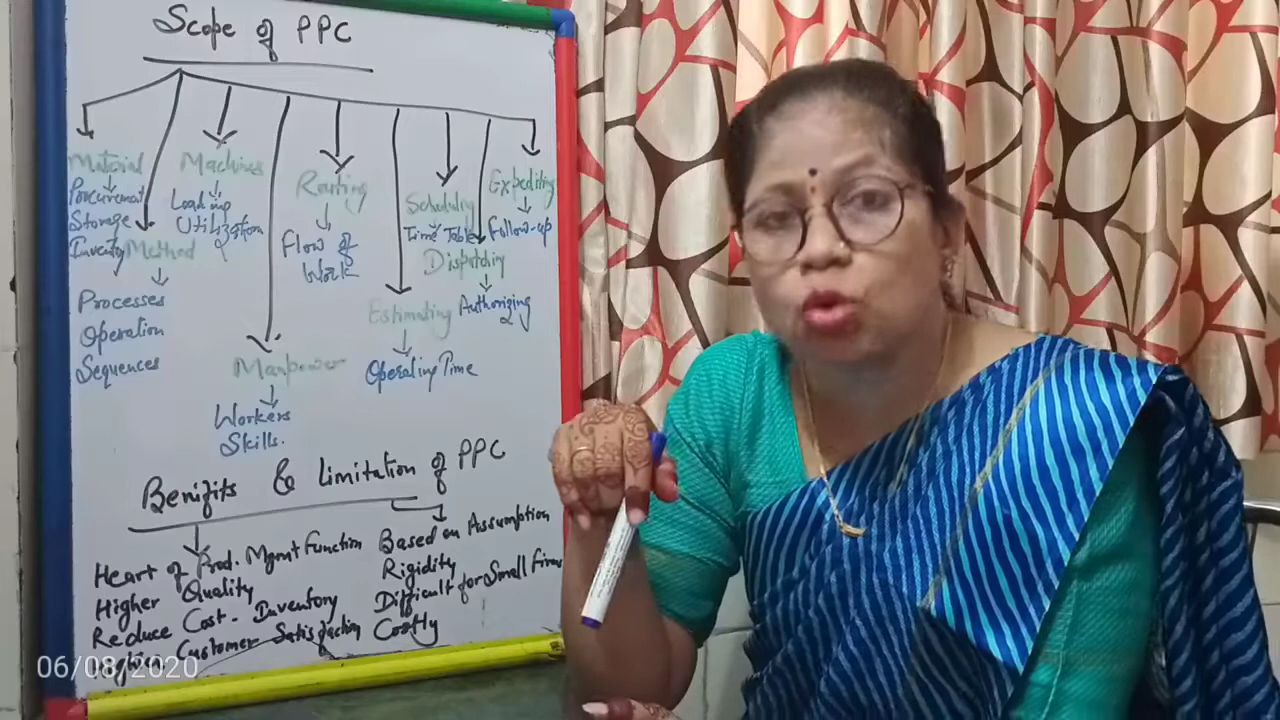 Scope of PPC
Material
Procurement
Storage
Inventy
Method
Processes
Operation
Sequences
Machines
Loading
Utilization
Manpower
Workers
Skills.
Routing
Flow of
Work
Estimating
Operating Time
Scheduling
Time Table
Dispatching
Authorizing
Expediting
Follow-up
Benifits & Limitation of PPC
Heart of Prod. Mgmt Function
Higher Quality
Reduce Cost - Inventory
Higher Customer Satisfaction
Based on Assumption
Rigidity
Difficult for Small Firms
Costly
06/08/2020